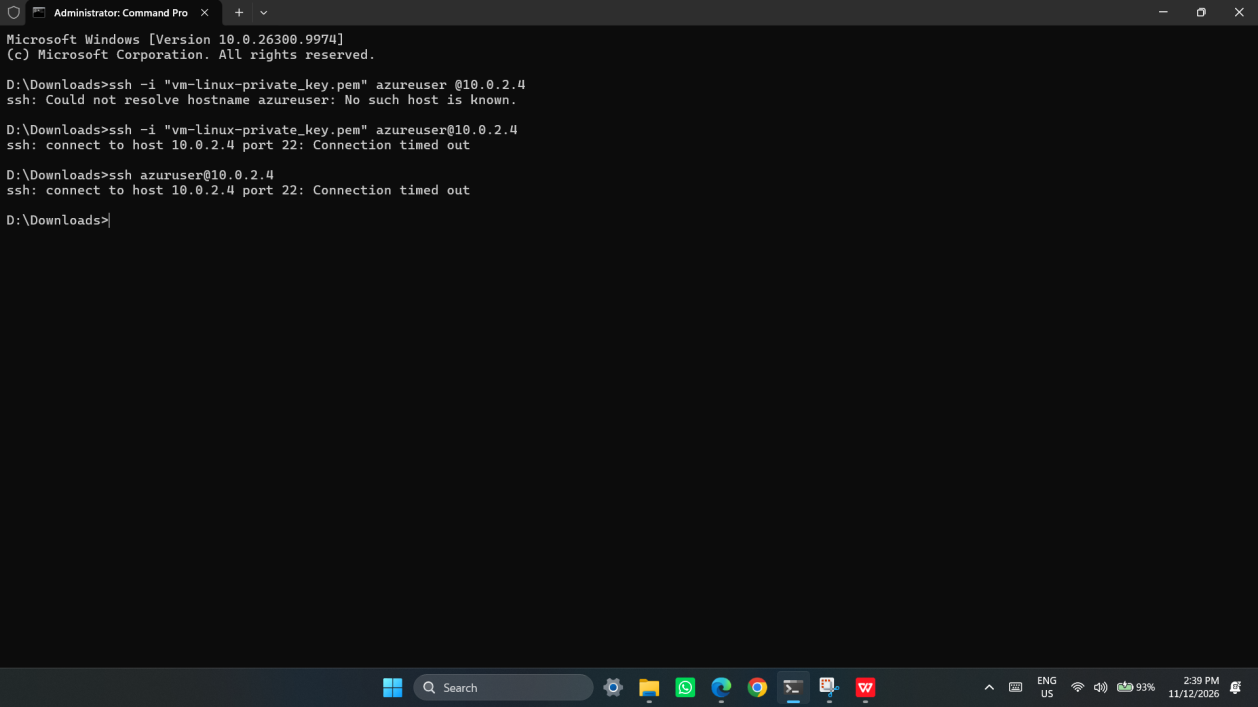 Administrator: Command Pro
Microsoft Windows [Version 10.0.26300.9974]
(c) Microsoft Corporation. All rights reserved.
D:\Downloads>ssh -i "vm-linux-private_key.pem" azureuser @10.0.2.4
ssh: Could not resolve hostname azureuser: No such host is known.
D:\Downloads>ssh -i "vm-linux-private_key.pem" azureuser@10.0.2.4
ssh: connect to host 10.0.2.4 port 22: Connection timed out
D:\Downloads>ssh azuruser@10.0.2.4
ssh: connect to host 10.0.2.4 port 22: Connection timed out
D:\Downloads>
Search
ENG
US
93%
2:39 PM
11/12/2026